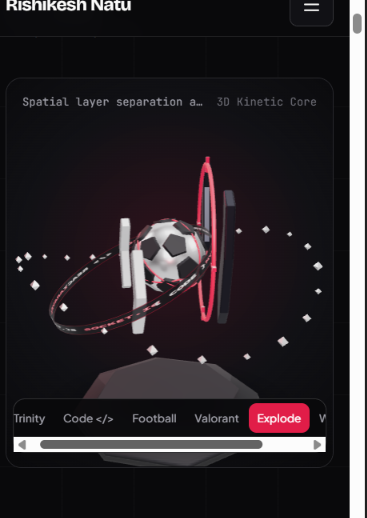 Rishikesh Natu
Spatial layer separation a… 3D Kinetic Core
Trinity Code </> Football Valorant Explode